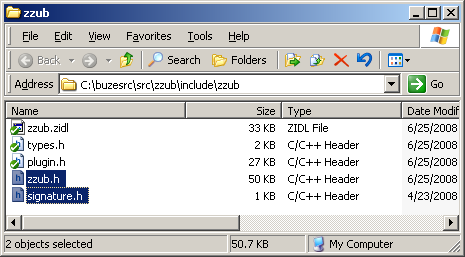 zzub
File Edit View Favorites Tools Help
Back Search Folders
Address C:\buzesrc\src\zzub\include\zzub Go
Name Size Type Date Modif
zzub.zidl 33 KB ZIDL File 6/25/2008
types.h 2 KB C/C++ Header 6/25/2008
plugin.h 27 KB C/C++ Header 6/25/2008
zzub.h 50 KB C/C++ Header 6/25/2008
signature.h 1 KB C/C++ Header 4/23/2008
2 objects selected 50.7 KB My Computer